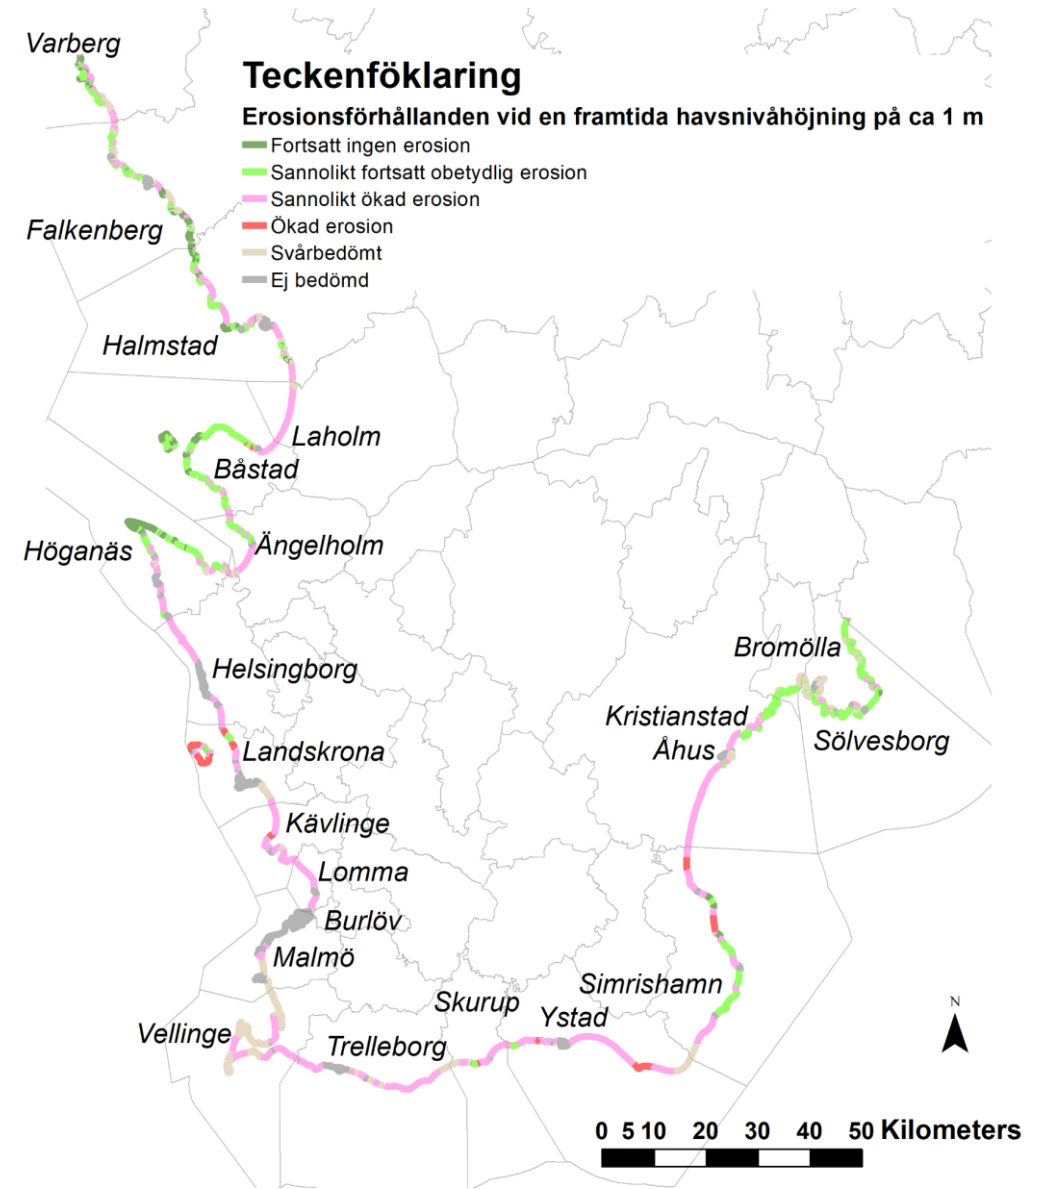 Varberg
Teckenföklaring
Erosionsförhållanden vid en framtida havsnivåhöjning på ca 1 m
Fortsatt ingen erosion
Sannolikt fortsatt obetydlig erosion
Sannolikt ökad erosion
Ökad erosion
Svårbedömt
Ej bedömd
Falkenberg
Halmstad
Laholm
Båstad
Ängelholm
Höganäs
Bromölla
Helsingborg
Kristianstad
Sölvesborg
Åhus
Landskrona
Kävlinge
Lomma
Burlöv
Malmö
Simrishamn
Skurup
Ystad
Vellinge
Trelleborg
N
0 5 10 20 30 40 50 Kilometers